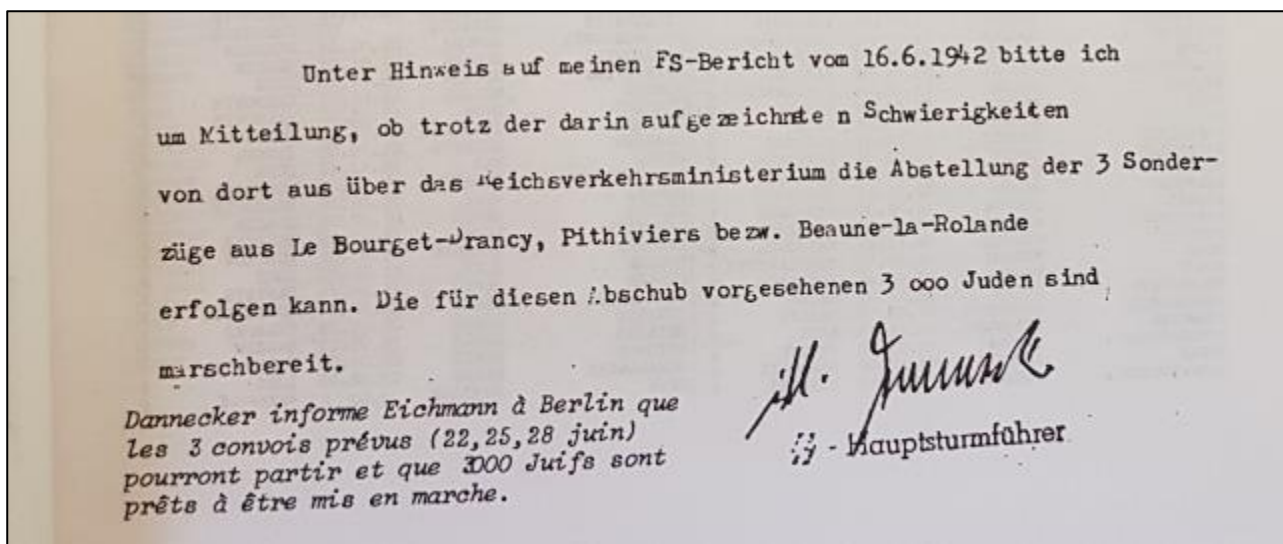 Unter Hinweis auf meinen FS-Bericht vom 16.6.1942 bitte ich
um Mitteilung, ob trotz der darin aufgezeichnete n Schwierigkeiten
von dort aus über das Reichsverkehrsministerium die Abstellung der 3 Sonder-
züge aus Le Bourget-Drancy, Pithiviers bezw. Beaune-la-Rolande
erfolgen kann. Die für diesen Abschub vorgesehenen 3 ooo Juden sind
marschbereit.
Dannecker informe Eichmann à Berlin que
les 3 convois prévus (22,25,28 juin)
pourront partir et que 3000 Juifs sont
prêts à être mis en marche.
SS - Hauptsturmführer